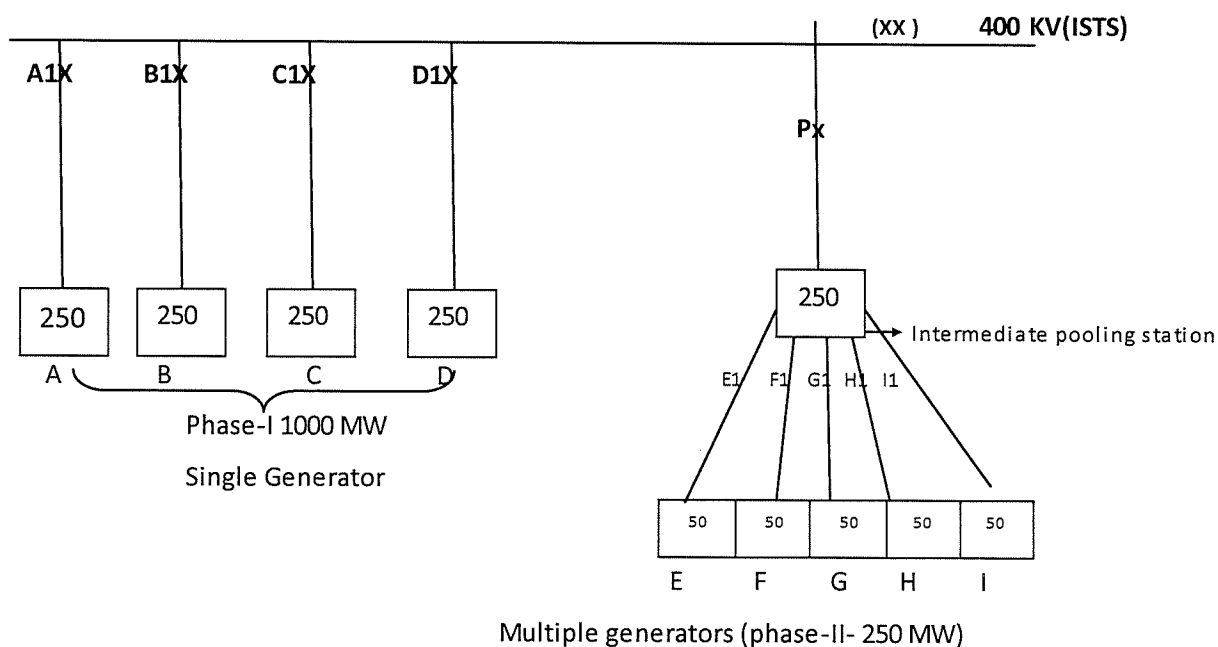 (XX ) 400 KV(ISTS)
A1X B1X C1X D1X
Px
250 250 250 250
A B C D
Phase-I 1000 MW
Single Generator
250
Intermediate pooling station
E1 F1 G1 H1 I1
50 50 50 50 50
E F G H I
Multiple generators (phase-II- 250 MW)